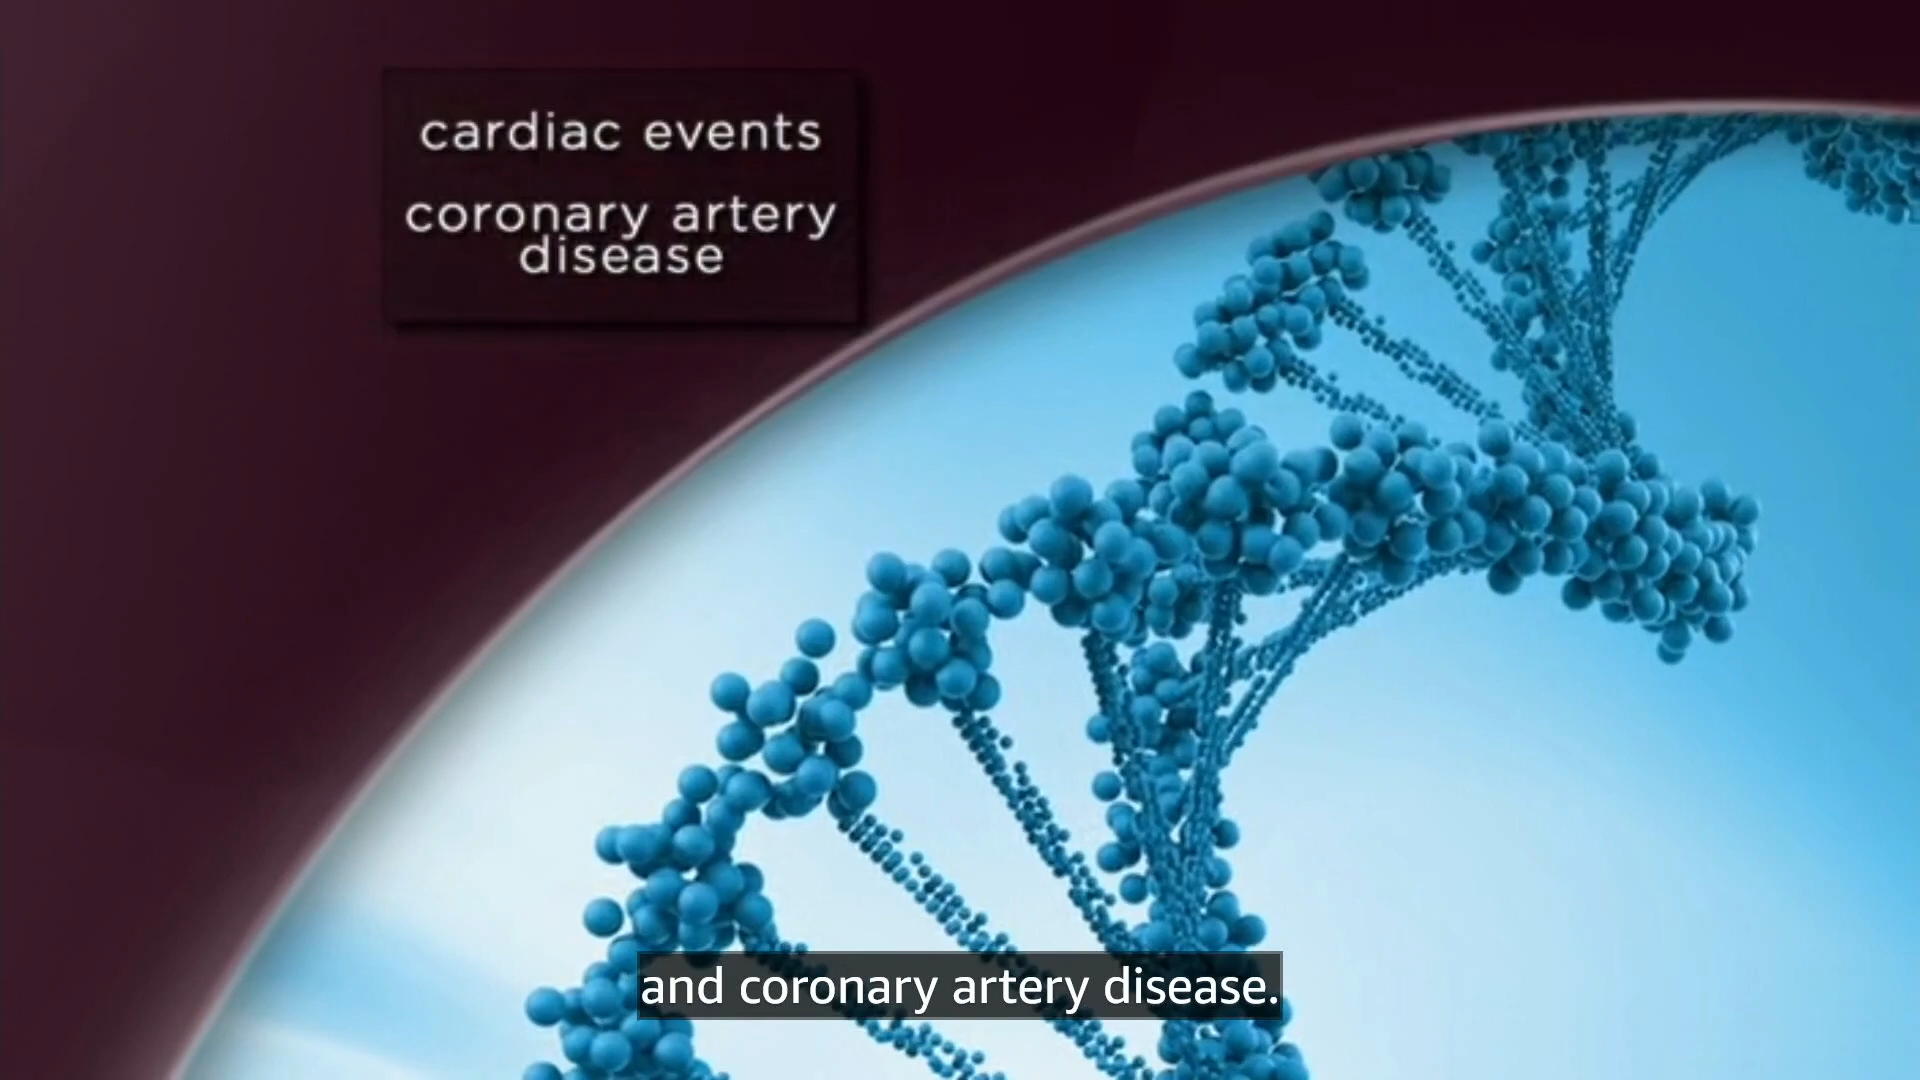 cardiac events
coronary artery
disease
and coronary artery disease.